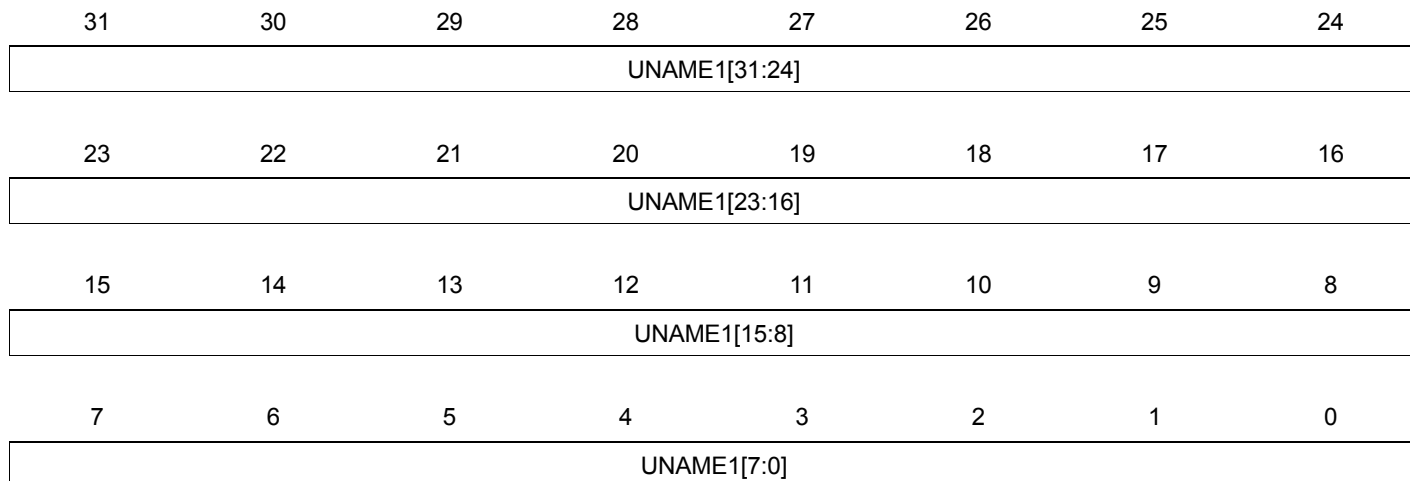 31 30 29 28 27 26 25 24
UNAME1[31:24]
23 22 21 20 19 18 17 16
UNAME1[23:16]
15 14 13 12 11 10 9 8
UNAME1[15:8]
7 6 5 4 3 2 1 0
UNAME1[7:0]